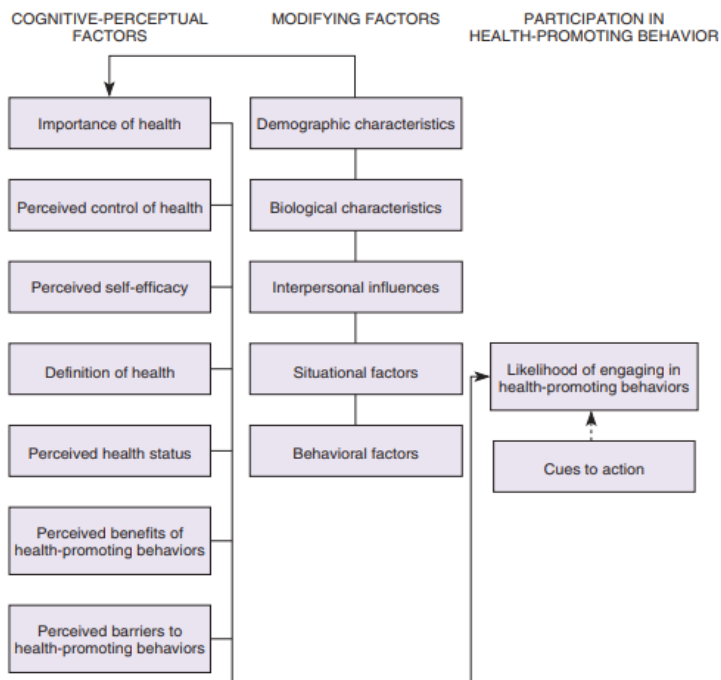 COGNITIVE-PERCEPTUAL
FACTORS
MODIFYING FACTORS
PARTICIPATION IN
HEALTH-PROMOTING BEHAVIOR
Importance of health
Perceived control of health
Perceived self-efficacy
Definition of health
Perceived health status
Perceived benefits of
health-promoting behaviors
Perceived barriers to
health-promoting behaviors
Demographic characteristics
Biological characteristics
Interpersonal influences
Situational factors
Behavioral factors
Likelihood of engaging in
health-promoting behaviors
Cues to action